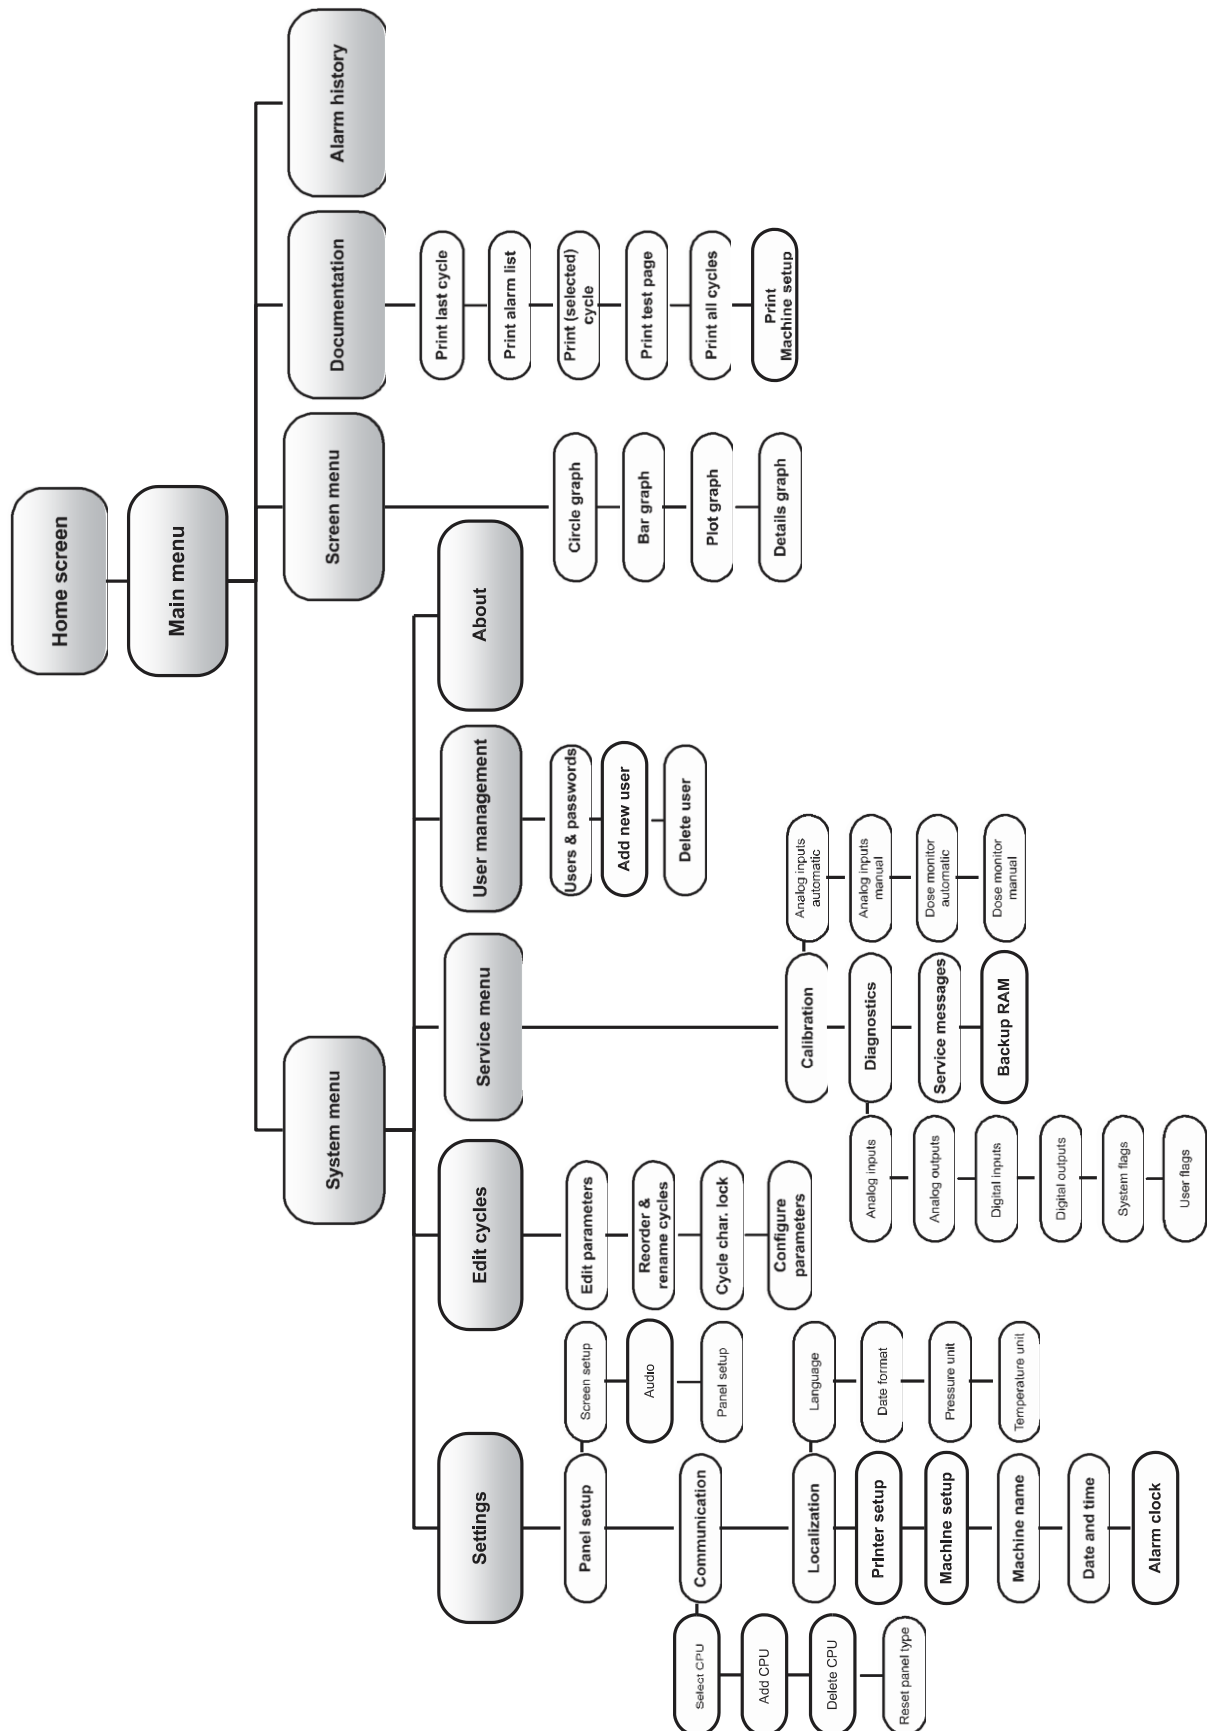 Home screen
Main menu
System menu
Screen menu
Documentation
Alarm history
Settings
Edit cycles
Service menu
User management
About
Panel setup
Screen setup
Audio
Panel setup
Communication
Select CPU
Add CPU
Delete CPU
Reset panel type
Localization
Language
Date format
Pressure unit
Temperature unit
Printer setup
Machine setup
Machine name
Date and time
Alarm clock
Edit parameters
Reorder &
rename cycles
Cycle char. lock
Configure
parameters
Calibration
Analog inputs
automatic
Analog inputs
manual
Dose monitor
automatic
Dose monitor
manual
Diagnostics
Analog inputs
Analog outputs
Digital inputs
Digital outputs
System flags
User flags
Service messages
Backup RAM
Users & passwords
Add new user
Delete user
Circle graph
Bar graph
Plot graph
Details graph
Print last cycle
Print alarm list
Print (selected)
cycle
Print test page
Print all cycles
Print
Machine setup